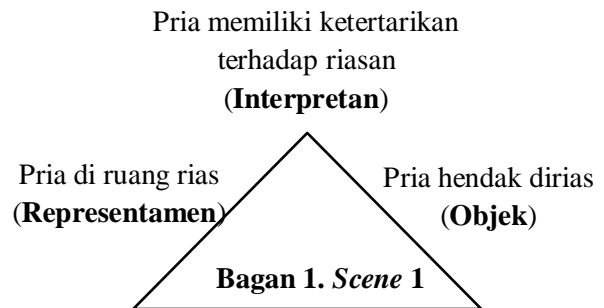 Pria memiliki ketertarikan
terhadap riasan
(Interpretan)
Pria di ruang rias
(Representamen)
Pria hendak dirias
(Objek)
Bagan 1. Scene 1